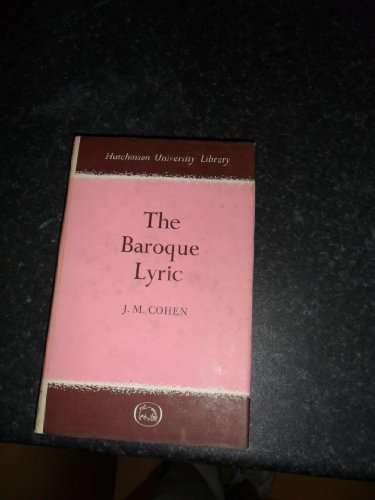 Hutchinson University Library
The
Baroque
Lyric
J. M. COHEN